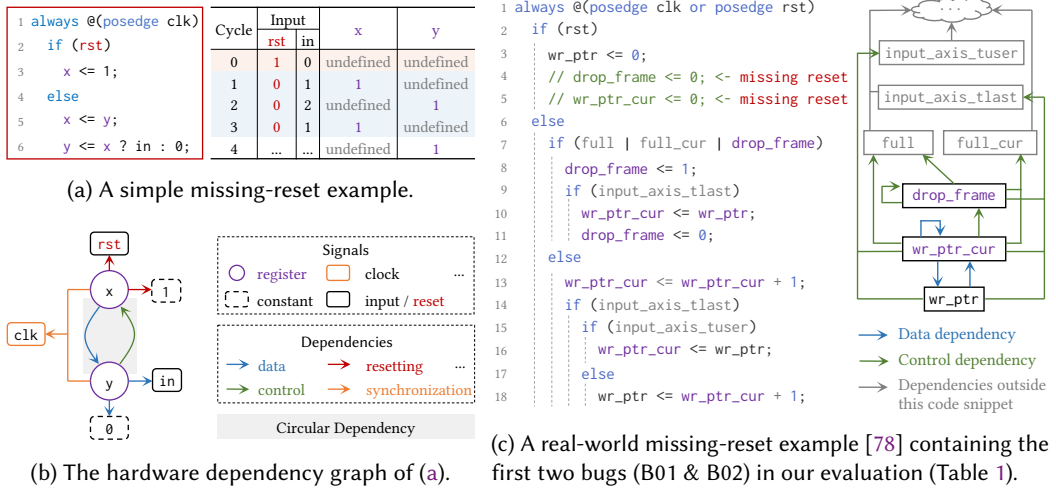 1 always @(posedge clk)
2 if (rst)
3 x <= 1;
4 else
5 x <= y;
6 y <= x ? in : 0;
Cycle Input x y
rst in
0 1 0 undefined undefined
1 0 1 1 undefined
2 0 2 undefined 1
3 0 1 1 undefined
4 ... ... undefined 1
(a) A simple missing-reset example.
rst
x
1
clk
y
in
0
Signals
register clock ...
constant input / reset
Dependencies
data resetting ...
control synchronization
Circular Dependency
(b) The hardware dependency graph of (a).
1 always @(posedge clk or posedge rst)
2 if (rst)
3 wr_ptr <= 0;
4 // drop_frame <= 0; <- missing reset
5 // wr_ptr_cur <= 0; <- missing reset
6 else
7 if (full | full_cur | drop_frame)
8 drop_frame <= 1;
9 if (input_axis_tlast)
10 wr_ptr_cur <= wr_ptr;
11 drop_frame <= 0;
12 else
13 wr_ptr_cur <= wr_ptr_cur + 1;
14 if (input_axis_tlast)
15 if (input_axis_tuser)
16 wr_ptr_cur <= wr_ptr;
17 else
18 wr_ptr <= wr_ptr_cur + 1;
...
input_axis_tuser
input_axis_tlast
full full_cur
drop_frame
wr_ptr_cur
wr_ptr
Data dependency
Control dependency
Dependencies outside
this code snippet
(c) A real-world missing-reset example [78] containing the
first two bugs (B01 & B02) in our evaluation (Table 1).